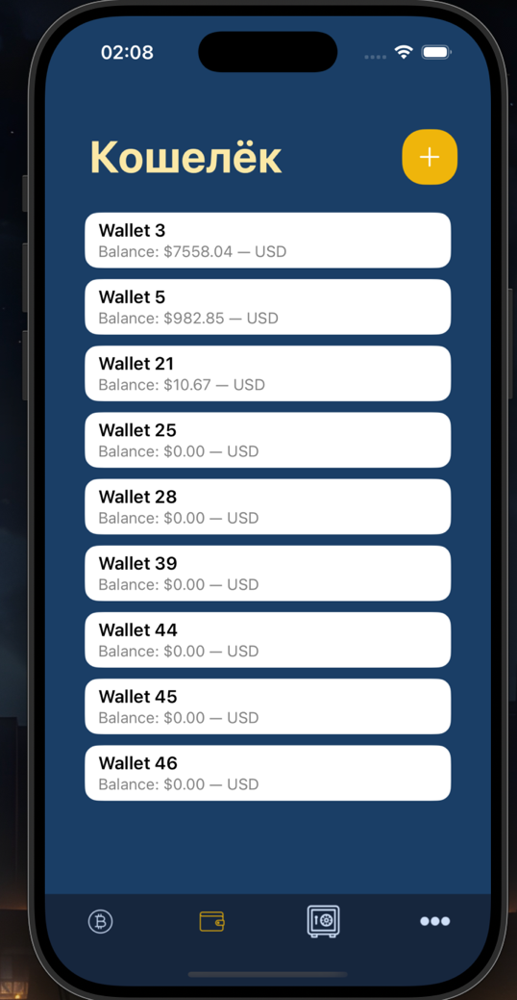 02:08
Кошелёк
Wallet 3
Balance: $7558.04 — USD
Wallet 5
Balance: $982.85 — USD
Wallet 21
Balance: $10.67 — USD
Wallet 25
Balance: $0.00 — USD
Wallet 28
Balance: $0.00 — USD
Wallet 39
Balance: $0.00 — USD
Wallet 44
Balance: $0.00 — USD
Wallet 45
Balance: $0.00 — USD
Wallet 46
Balance: $0.00 — USD